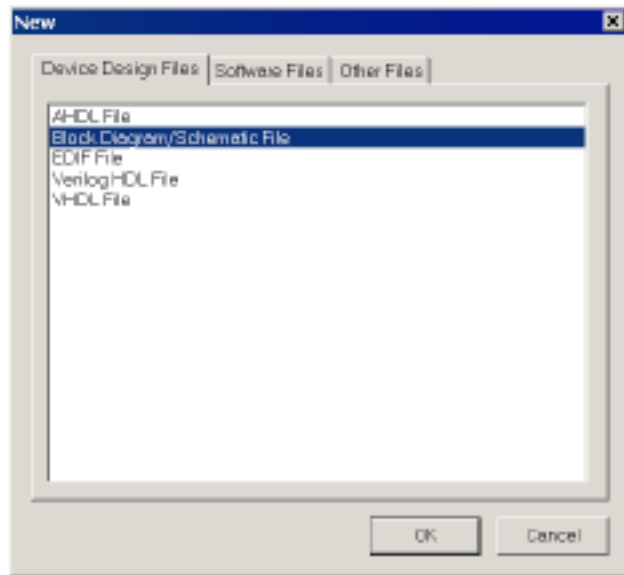 New
Device Design Files Software Files Other Files
AHDL File
Block Diagram/Schematic File
EDIF File
Verilog HDL File
VHDL File
OK Cancel